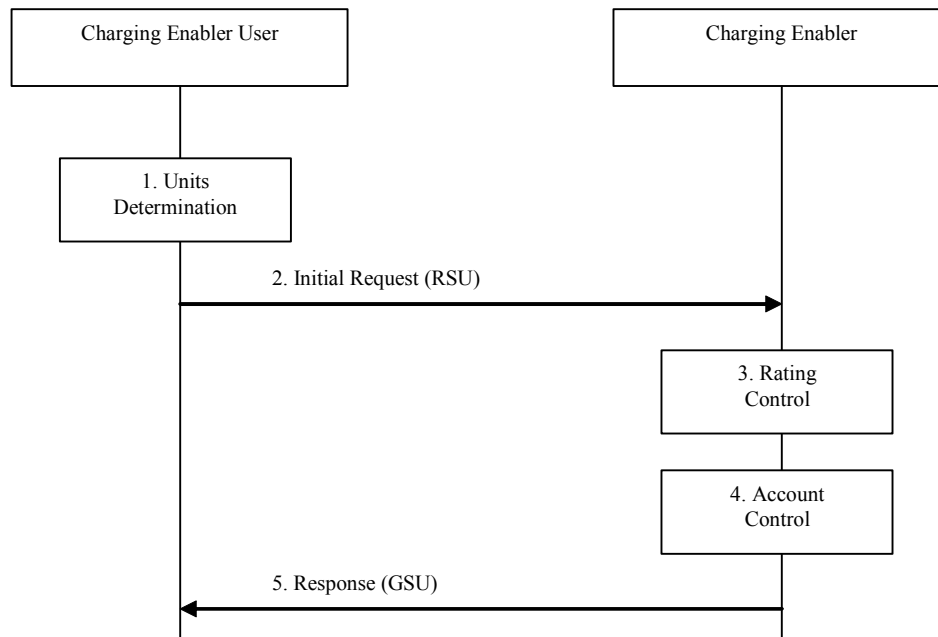 Charging Enabler User
Charging Enabler
1. Units
Determination
2. Initial Request (RSU)
3. Rating
Control
4. Account
Control
5. Response (GSU)